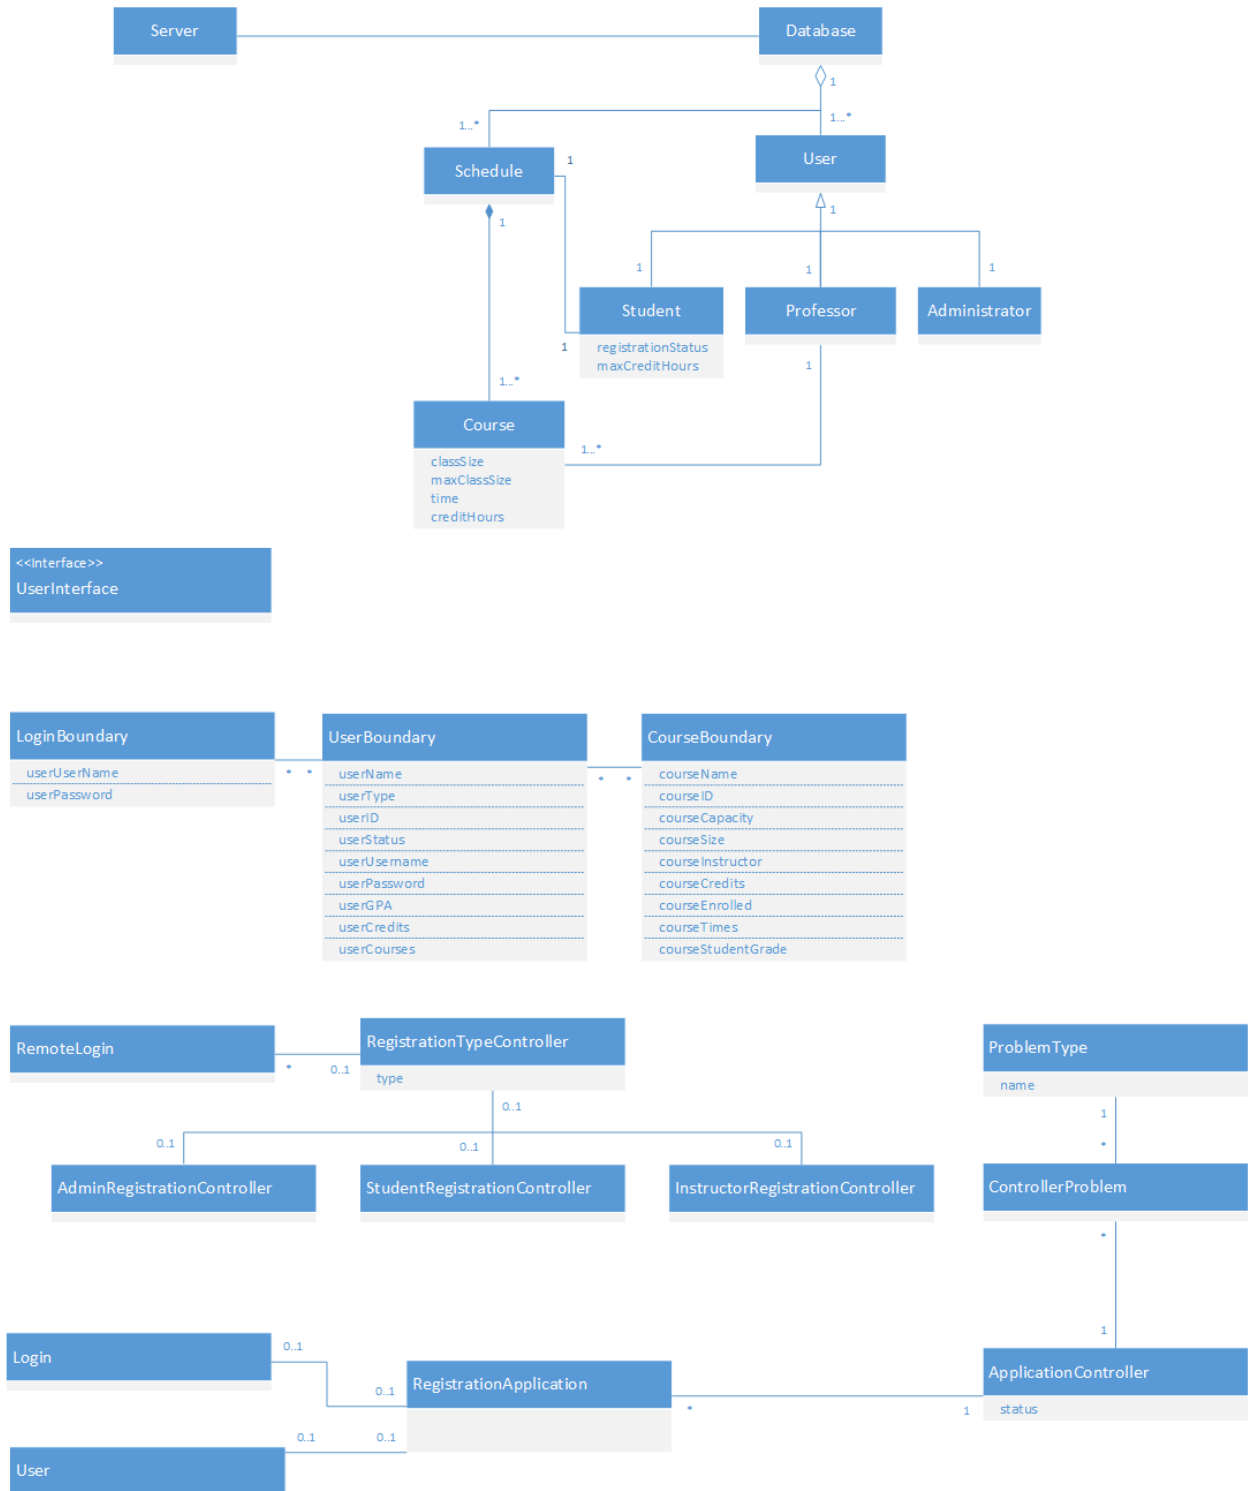 Server
Database
1
1...*
1...*
User
Schedule
1
1
1
1
1
1
Student
Professor
Administrator
registrationStatus
maxCreditHours
1
1
1...*
Course
1...*
classSize
maxClassSize
time
creditHours
<<Interface>>
UserInterface
LoginBoundary
userUserName
userPassword
* *
UserBoundary
userName
userType
userID
userStatus
userUsername
userPassword
userGPA
userCredits
userCourses
* *
CourseBoundary
courseName
courseID
courseCapacity
courseSize
courseInstructor
courseCredits
courseEnrolled
courseTimes
courseStudentGrade
RemoteLogin
*
0..1
RegistrationTypeController
type
0..1
0..1
0..1
0..1
AdminRegistrationController
StudentRegistrationController
InstructorRegistrationController
ProblemType
name
1
*
ControllerProblem
*
1
Login
0..1
0..1
RegistrationApplication
*
1
ApplicationController
status
0..1
0..1
User